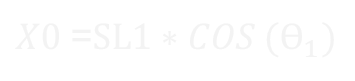 X0 =SL1 * COS (Θ₁)